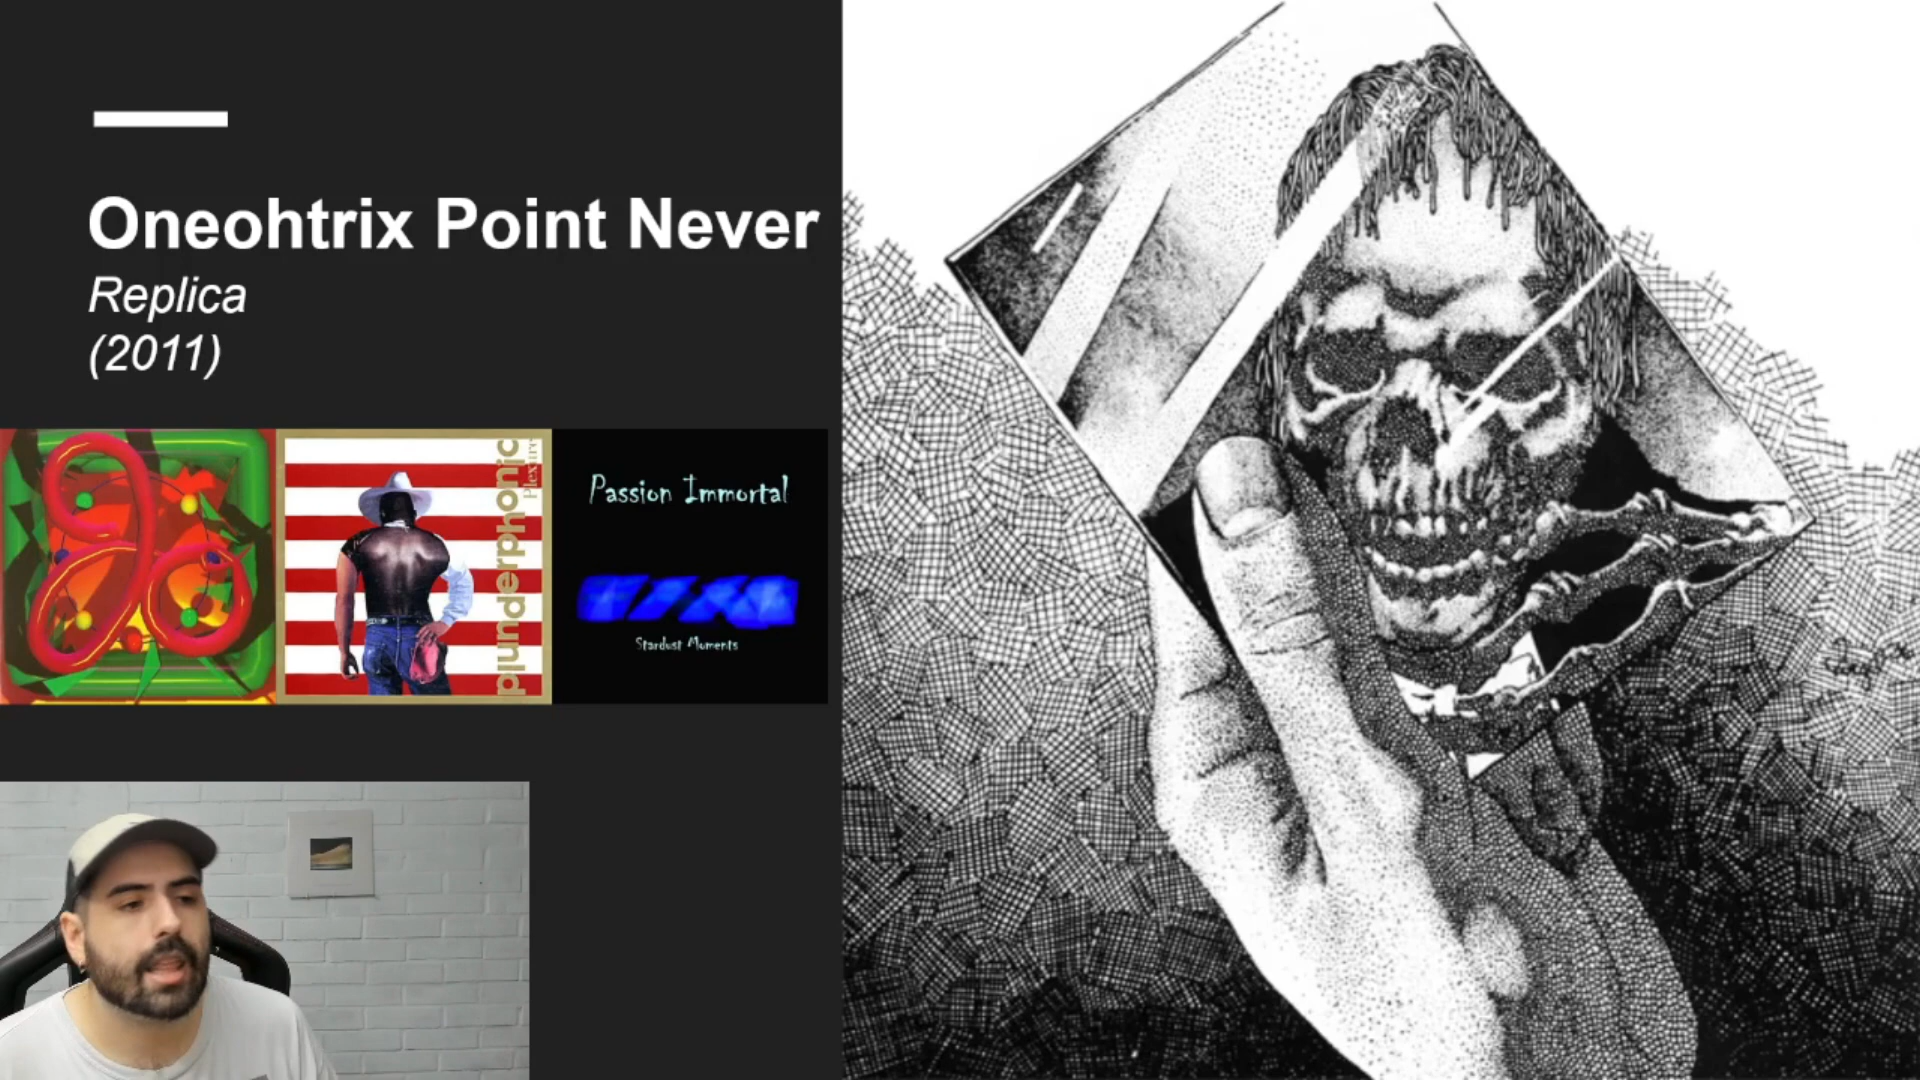 Oneohtrix Point Never
Replica
(2011)
plunderphonic
Plexure
Passion Immortal
Stardust Moments